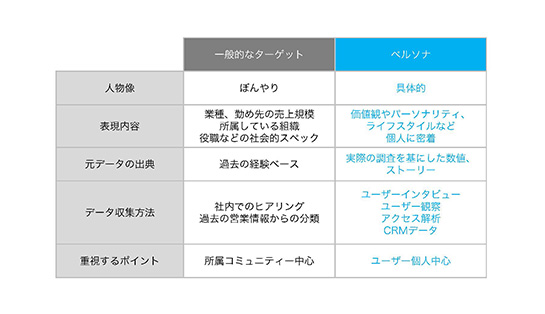 一般的なターゲット
ペルソナ
人物像
ぼんやり
具体的
表現内容
業種、勤め先の売上規模
所属している組織
役職などの社会的スペック
価値観やパーソナリティ、
ライフスタイルなど
個人に密着
元データの出典
過去の経験ベース
実際の調査を基にした数値、
ストーリー
データ収集方法
社内でのヒアリング
過去の営業情報からの分類
ユーザーインタビュー
ユーザー観察
アクセス解析
CRMデータ
重視するポイント
所属コミュニティー中心
ユーザー個人中心